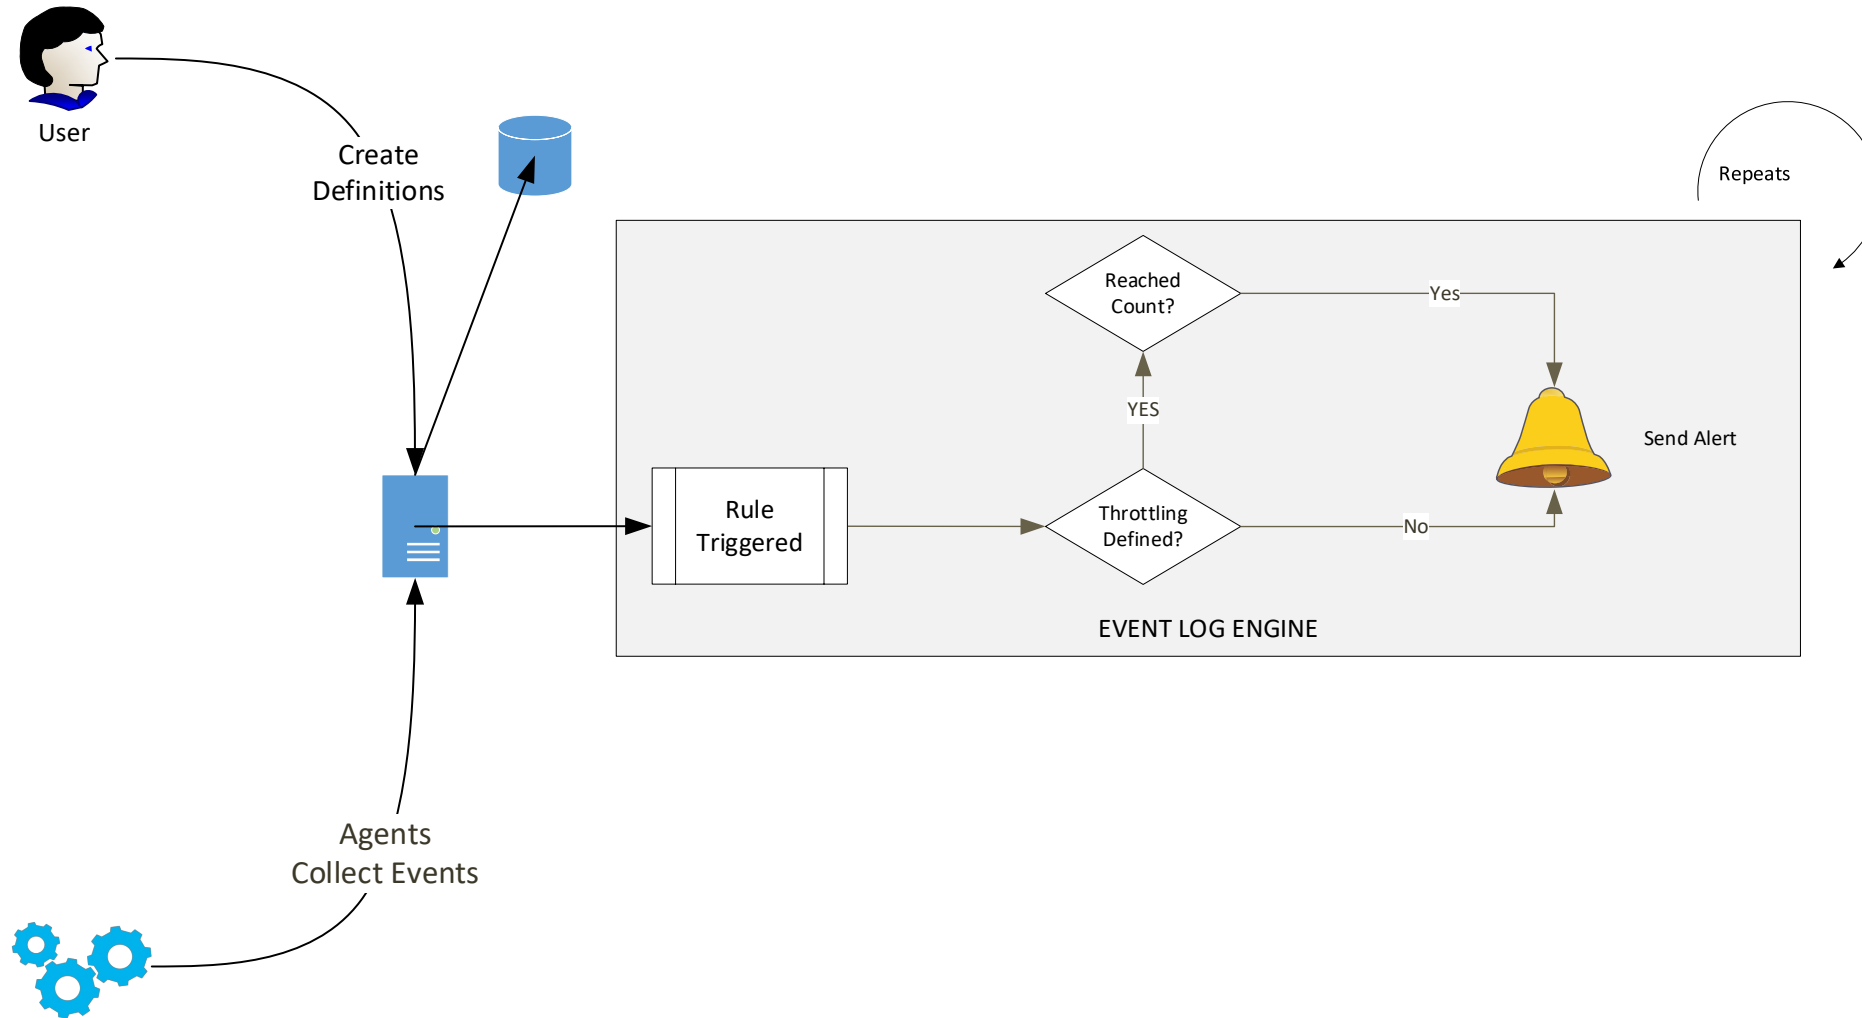 User
Create
Definitions
Repeats
Reached
Count?
Yes
YES
Send Alert
Rule
Triggered
Throttling
Defined?
No
EVENT LOG ENGINE
Agents
Collect Events